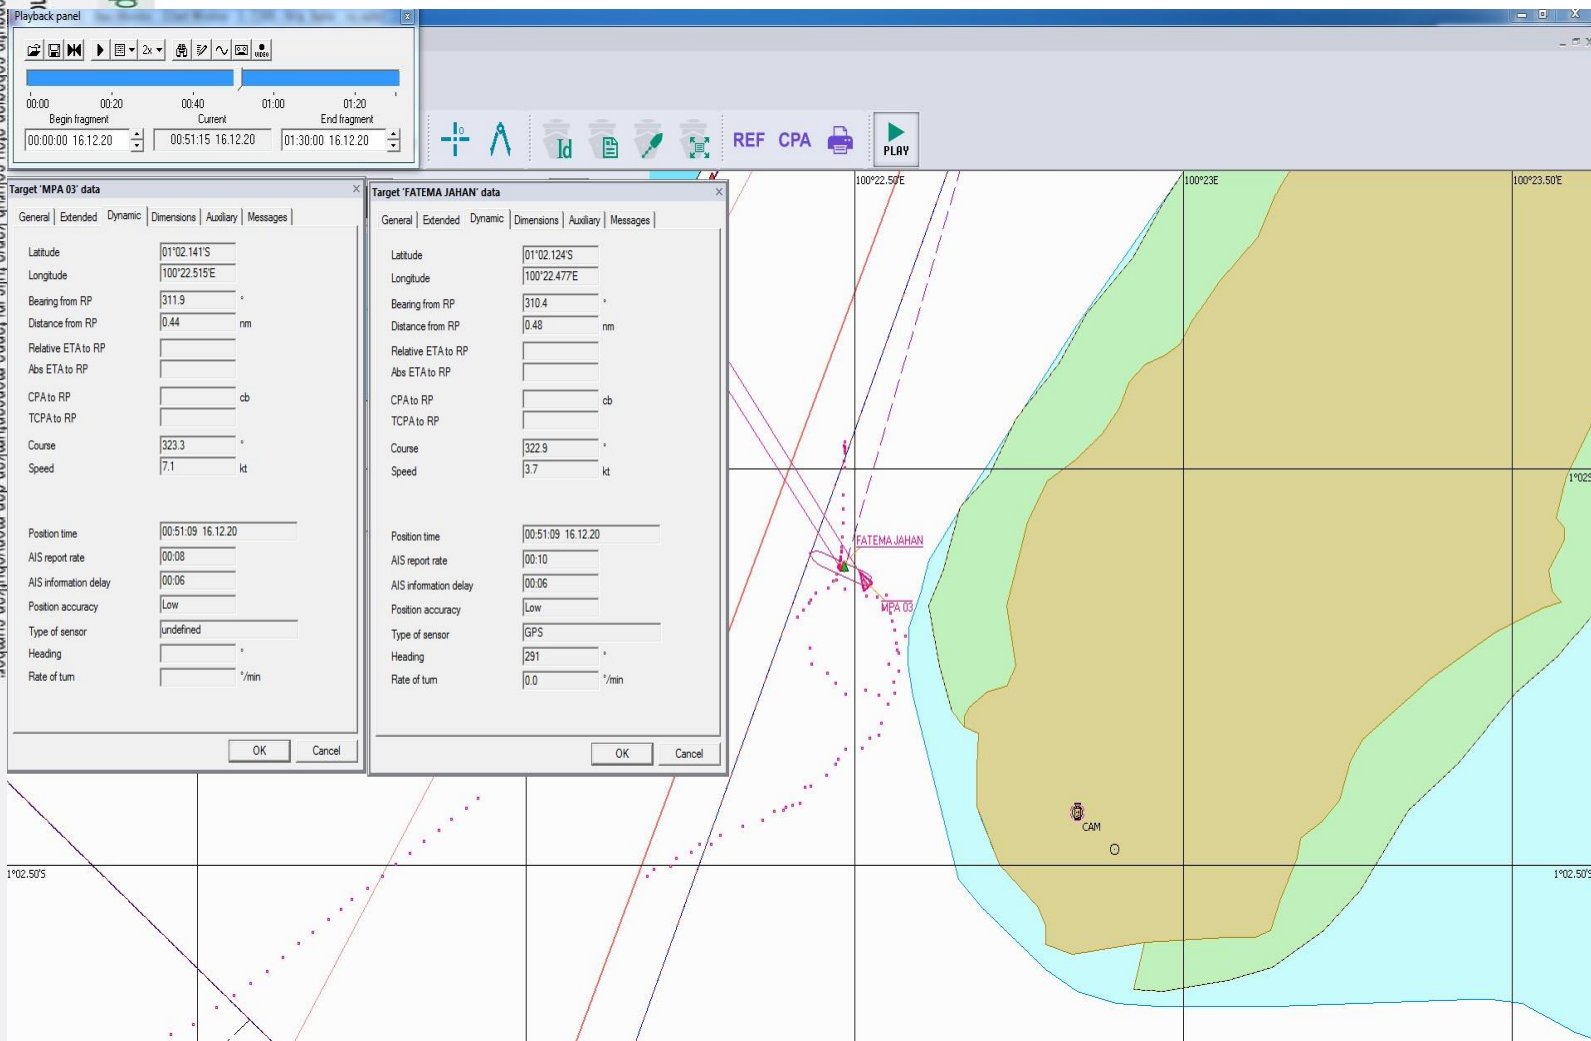 Playback panel
2x
VIDEO
00:00 00:20 00:40 01:00 01:20
Begin fragment Current End fragment
00:00:00 16.12.20 00:51:15 16.12.20 01:30:00 16.12.20
Id REF CPA PLAY
Target 'MPA 03' data
General Extended Dynamic Dimensions Auxiliary Messages
Latitude 01°02.141'S
Longitude 100°22.515'E
Bearing from RP 311.9 °
Distance from RP 0.44 nm
Relative ETA to RP
Abs ETA to RP
CPA to RP cb
TCPA to RP
Course 323.3 °
Speed 7.1 kt
Position time 00:51:09 16.12.20
AIS report rate 00:08
AIS information delay 00:06
Position accuracy Low
Type of sensor undefined
Heading °
Rate of turn °/min
OK Cancel
Target 'FATEMA JAHAN' data
General Extended Dynamic Dimensions Auxiliary Messages
Latitude 01°02.124'S
Longitude 100°22.477'E
Bearing from RP 310.4 °
Distance from RP 0.48 nm
Relative ETA to RP
Abs ETA to RP
CPA to RP cb
TCPA to RP
Course 322.9 °
Speed 3.7 kt
Position time 00:51:09 16.12.20
AIS report rate 00:10
AIS information delay 00:06
Position accuracy Low
Type of sensor GPS
Heading 291 °
Rate of turn 0.0 °/min
OK Cancel
100°22.50'E 100°23'E 100°23.50'E
1°02'S
FATEMA JAHAN
MPA 03
CAM
1°02.50'S 1°02.50'S